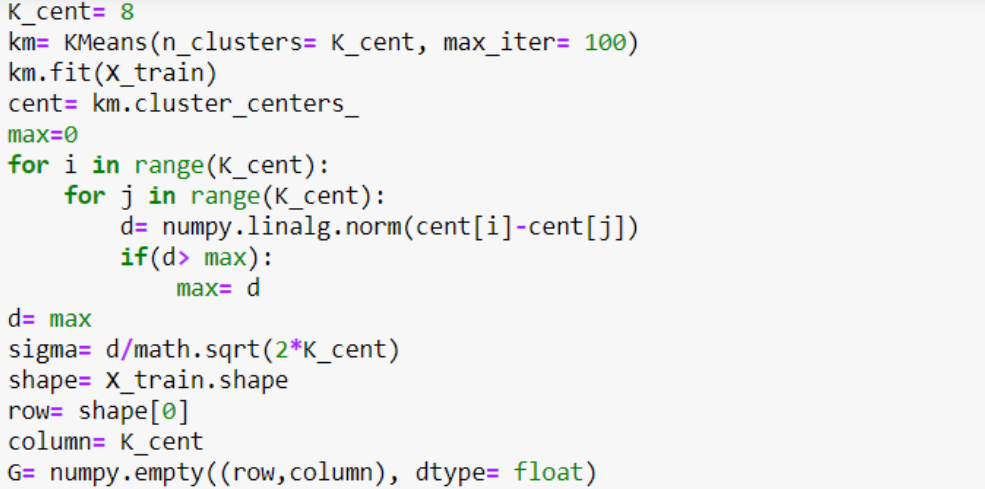 K_cent= 8
km= KMeans(n_clusters= K_cent, max_iter= 100)
km.fit(X_train)
cent= km.cluster_centers_
max=0
for i in range(K_cent):
    for j in range(K_cent):
        d= numpy.linalg.norm(cent[i]-cent[j])
        if(d> max):
            max= d
d= max
sigma= d/math.sqrt(2*K_cent)
shape= X_train.shape
row= shape[0]
column= K_cent
G= numpy.empty((row,column), dtype= float)